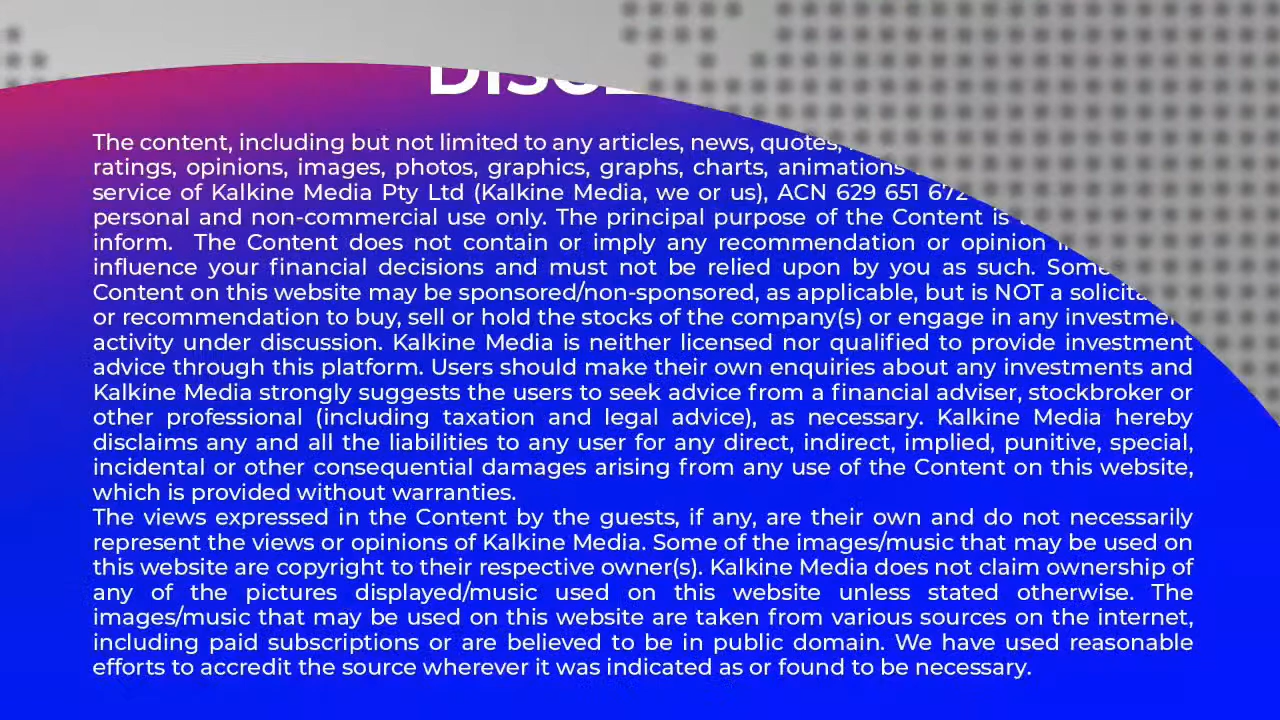 The content, including but not limited to any articles, news, quotes,
ratings, opinions, images, photos, graphics, graphs, charts, animations
service of Kalkine Media Pty Ltd (Kalkine Media, we or us), ACN 629 651 672
personal and non-commercial use only. The principal purpose of the Content is
inform. The Content does not contain or imply any recommendation or opinion
influence your financial decisions and must not be relied upon by you as such. Some
Content on this website may be sponsored/non-sponsored, as applicable, but is NOT a
or recommendation to buy, sell or hold the stocks of the company(s) or engage in any investment
activity under discussion. Kalkine Media is neither licensed nor qualified to provide investment
advice through this platform. Users should make their own enquiries about any investments and
Kalkine Media strongly suggests the users to seek advice from a financial adviser, stockbroker or
other professional (including taxation and legal advice), as necessary. Kalkine Media hereby
disclaims any and all the liabilities to any user for any direct, indirect, implied, punitive, special,
incidental or other consequential damages arising from any use of the Content on this website,
which is provided without warranties.
The views expressed in the Content by the guests, if any, are their own and do not necessarily
represent the views or opinions of Kalkine Media. Some of the images/music that may be used on
this website are copyright to their respective owner(s). Kalkine Media does not claim ownership of
any of the pictures displayed/music used on this website unless stated otherwise. The
images/music that may be used on this website are taken from various sources on the internet,
including paid subscriptions or are believed to be in public domain. We have used reasonable
efforts to accredit the source wherever it was indicated as or found to be necessary.